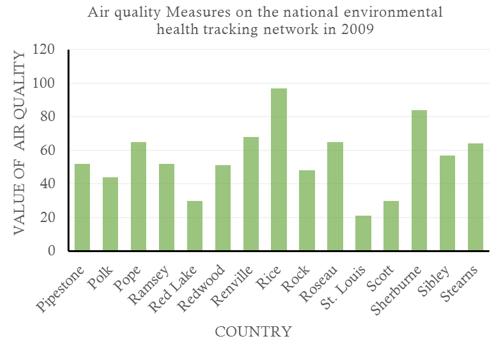 Air quality Measures on the national environmental
health tracking network in 2009
VALUE OF AIR QUALITY
120
100
80
60
40
20
0
Pipestone
Polk
Pope
Ramsey
Red Lake
Redwood
Renville
Rice
Rock
Roseau
St. Louis
Scott
Sherburne
Sibley
Stearns
COUNTRY